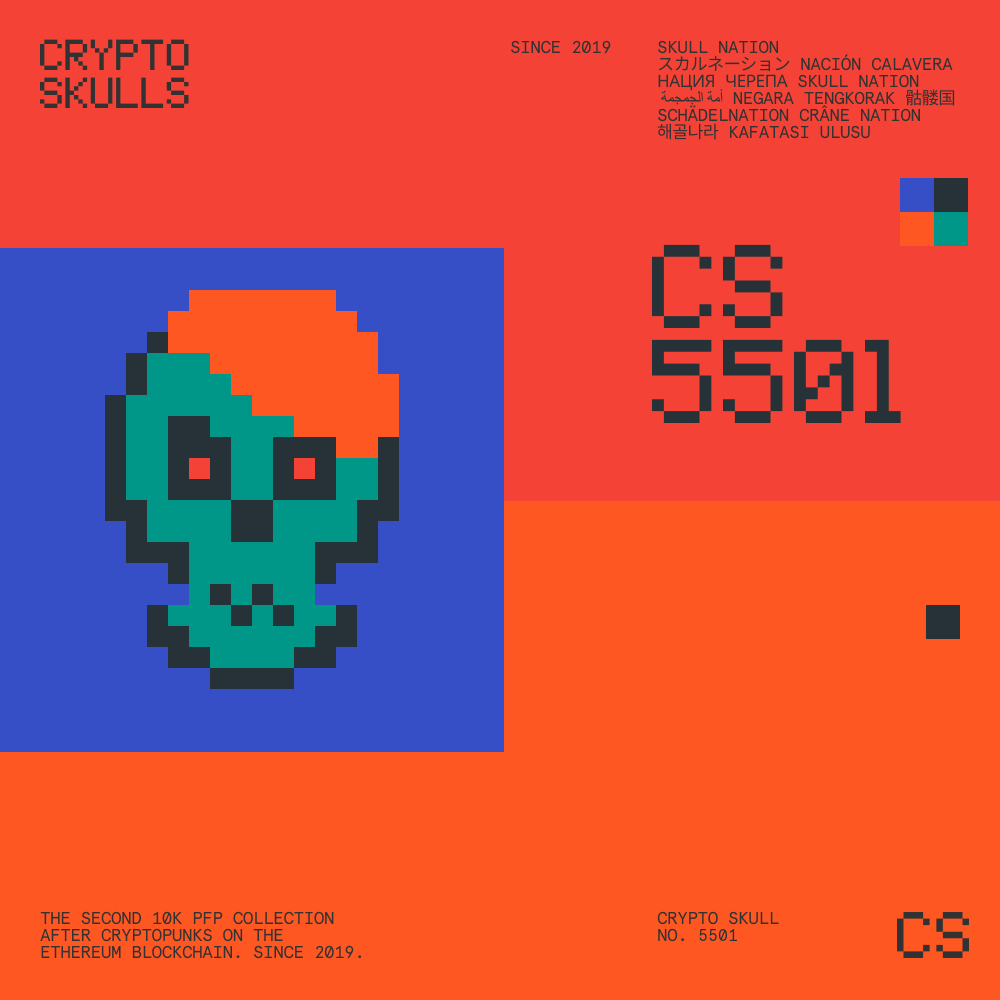 CRYPTO
SKULLS
SINCE 2019
SKULL NATION
スカルネーション NACIÓN CALAVERA
НАЦИЯ ЧЕРЕПА SKULL NATION
أمة الجمجمة NEGARA TENGKORAK 骷髅国
SCHÄDELNATION CRÂNE NATION
해골나라 KAFATASI ULUSU
CS
5501
THE SECOND 10K PFP COLLECTION
AFTER CRYPTOPUNKS ON THE
ETHEREUM BLOCKCHAIN. SINCE 2019.
CRYPTO SKULL
NO. 5501
CS